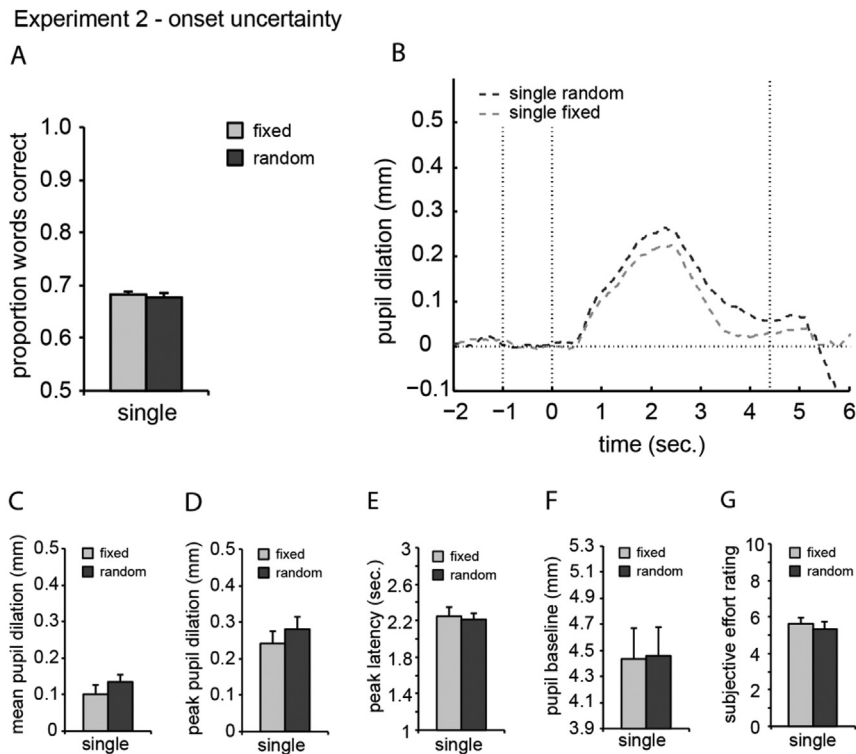 Experiment 2 - onset uncertainty
A
proportion words correct
1.0
0.9
0.8
0.7
0.6
0.5
single
fixed
random
B
pupil dilation (mm)
0.5
0.4
0.3
0.2
0.1
0
−0.1
single random
single fixed
−2 −1 0 1 2 3 4 5 6
time (sec.)
C
mean pupil dilation (mm)
0.5
0.4
0.3
0.2
0.1
0
fixed
random
single
D
peak pupil dilation (mm)
0.5
0.4
0.3
0.2
0.1
0
fixed
random
single
E
peak latency (sec.)
3
2.6
2.2
1.8
1.4
1
fixed
random
single
F
pupil baseline (mm)
5.3
5.1
4.9
4.7
4.5
4.3
4.1
3.9
fixed
random
single
G
subjective effort rating
10
8
6
4
2
0
fixed
random
single